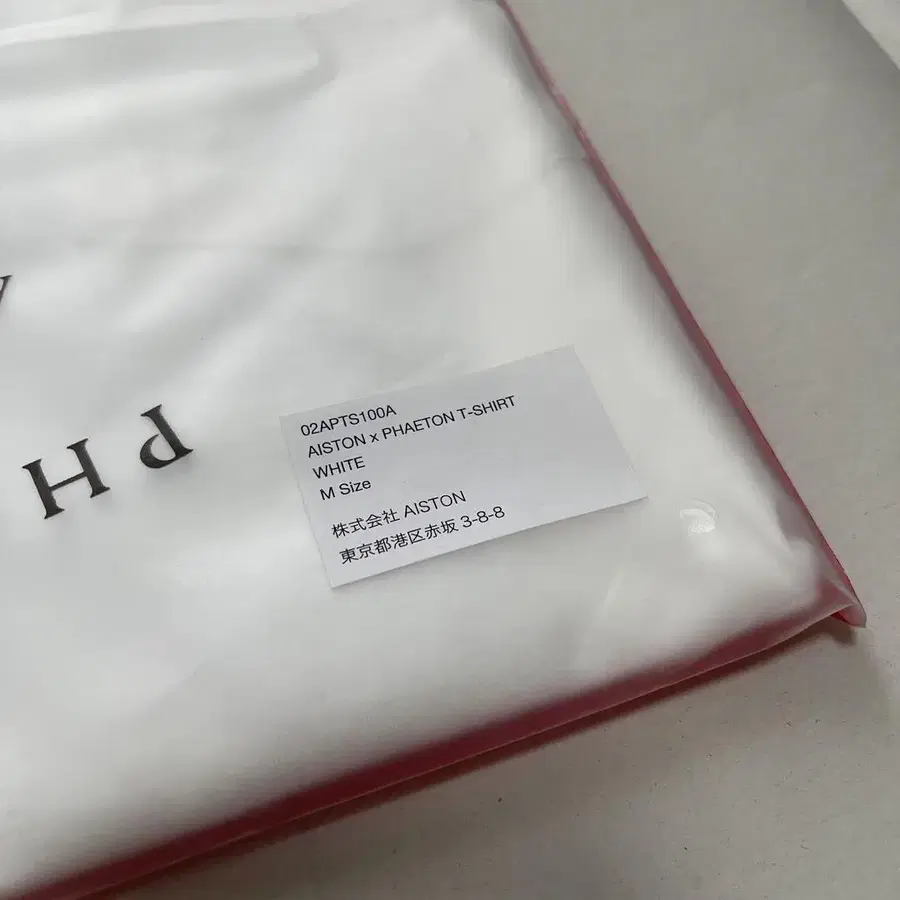 02APTS100A
AISTON x PHAETON T-SHIRT
WHITE
M Size
株式会社 AISTON
東京都港区赤坂 3-8-8
PH